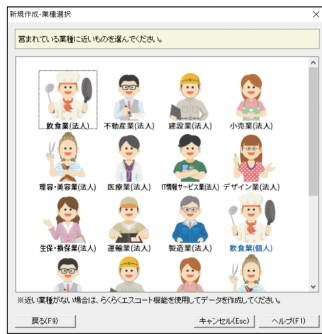 新規作成-業種選択
営まれている業種に近いものを選んでください。
飲食業(法人) 不動産業(法人) 建設業(法人) 小売業(法人)
理容・美容業(法人) 医療業(法人) IT情報サービス業(法人) デザイン業(法人)
生保・損保業(法人) 運輸業(法人) 製造業(法人) 飲食業(個人)
※近い業種がない場合は、らくらくエスコート機能を使用してデータを作成してください。
戻る(F9) キャンセル(Esc) ヘルプ(F1)